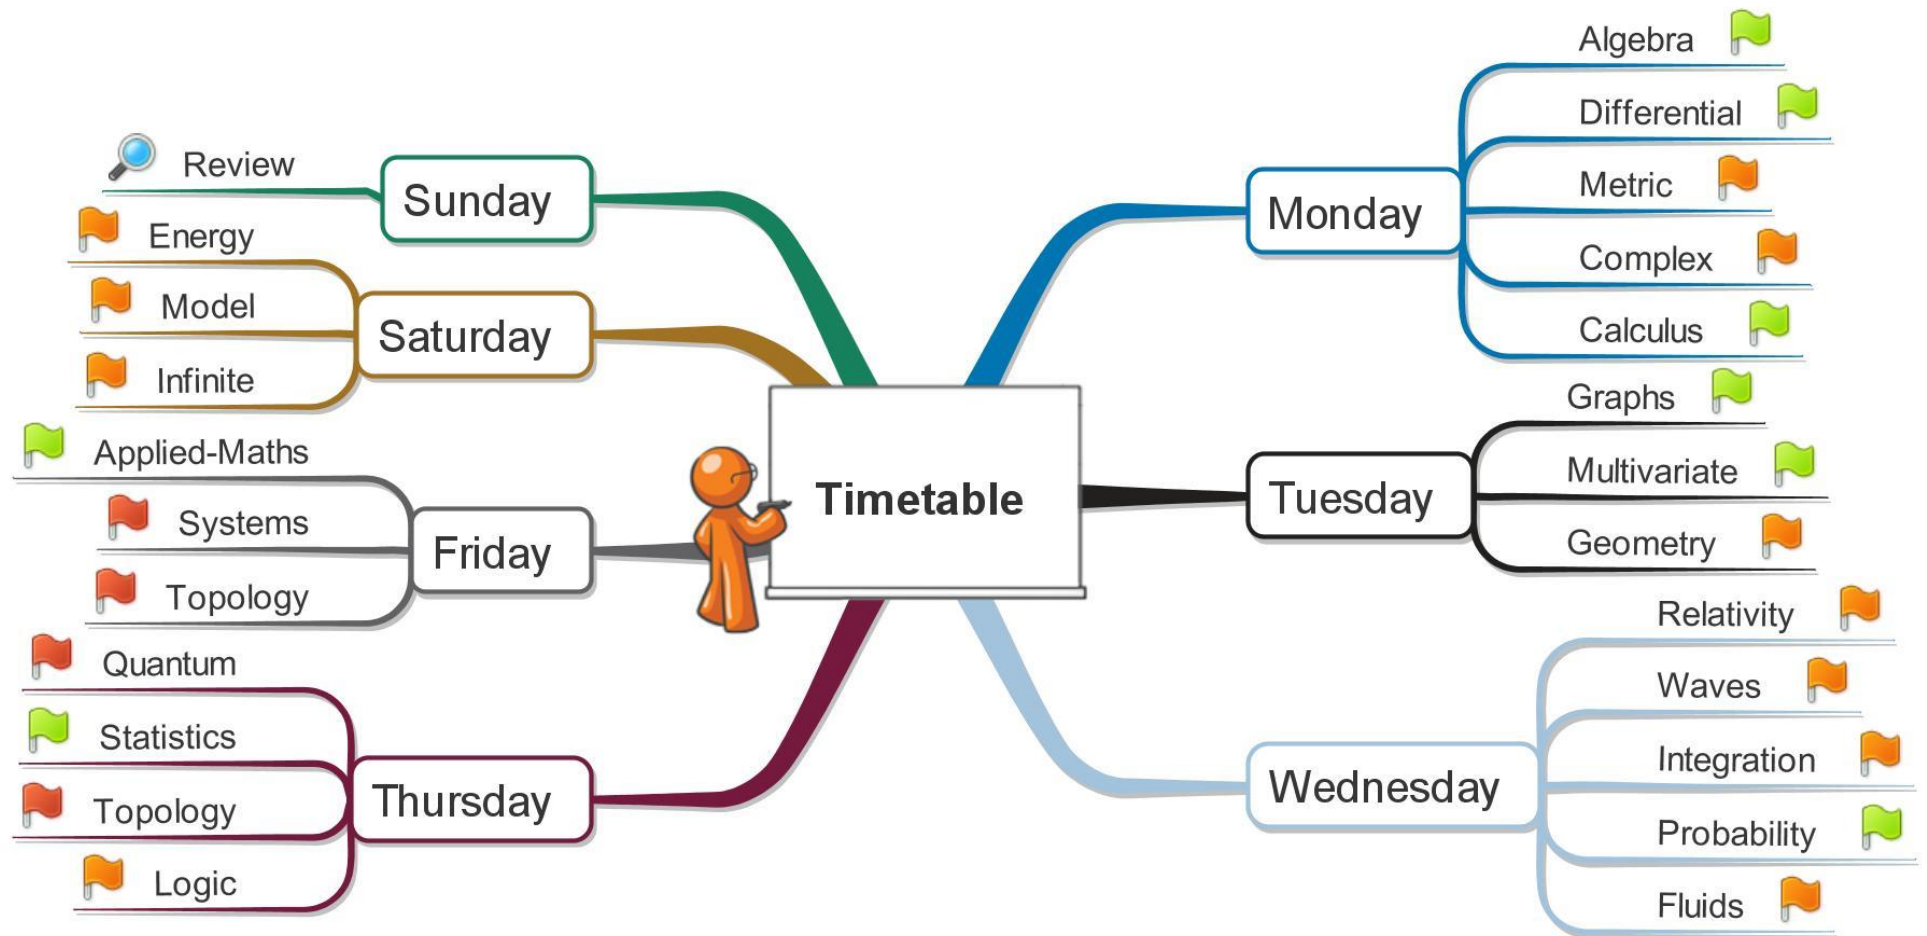 Timetable
Monday
Algebra
Differential
Metric
Complex
Calculus
Tuesday
Graphs
Multivariate
Geometry
Wednesday
Relativity
Waves
Integration
Probability
Fluids
Thursday
Quantum
Statistics
Topology
Logic
Friday
Applied-Maths
Systems
Topology
Saturday
Energy
Model
Infinite
Sunday
Review